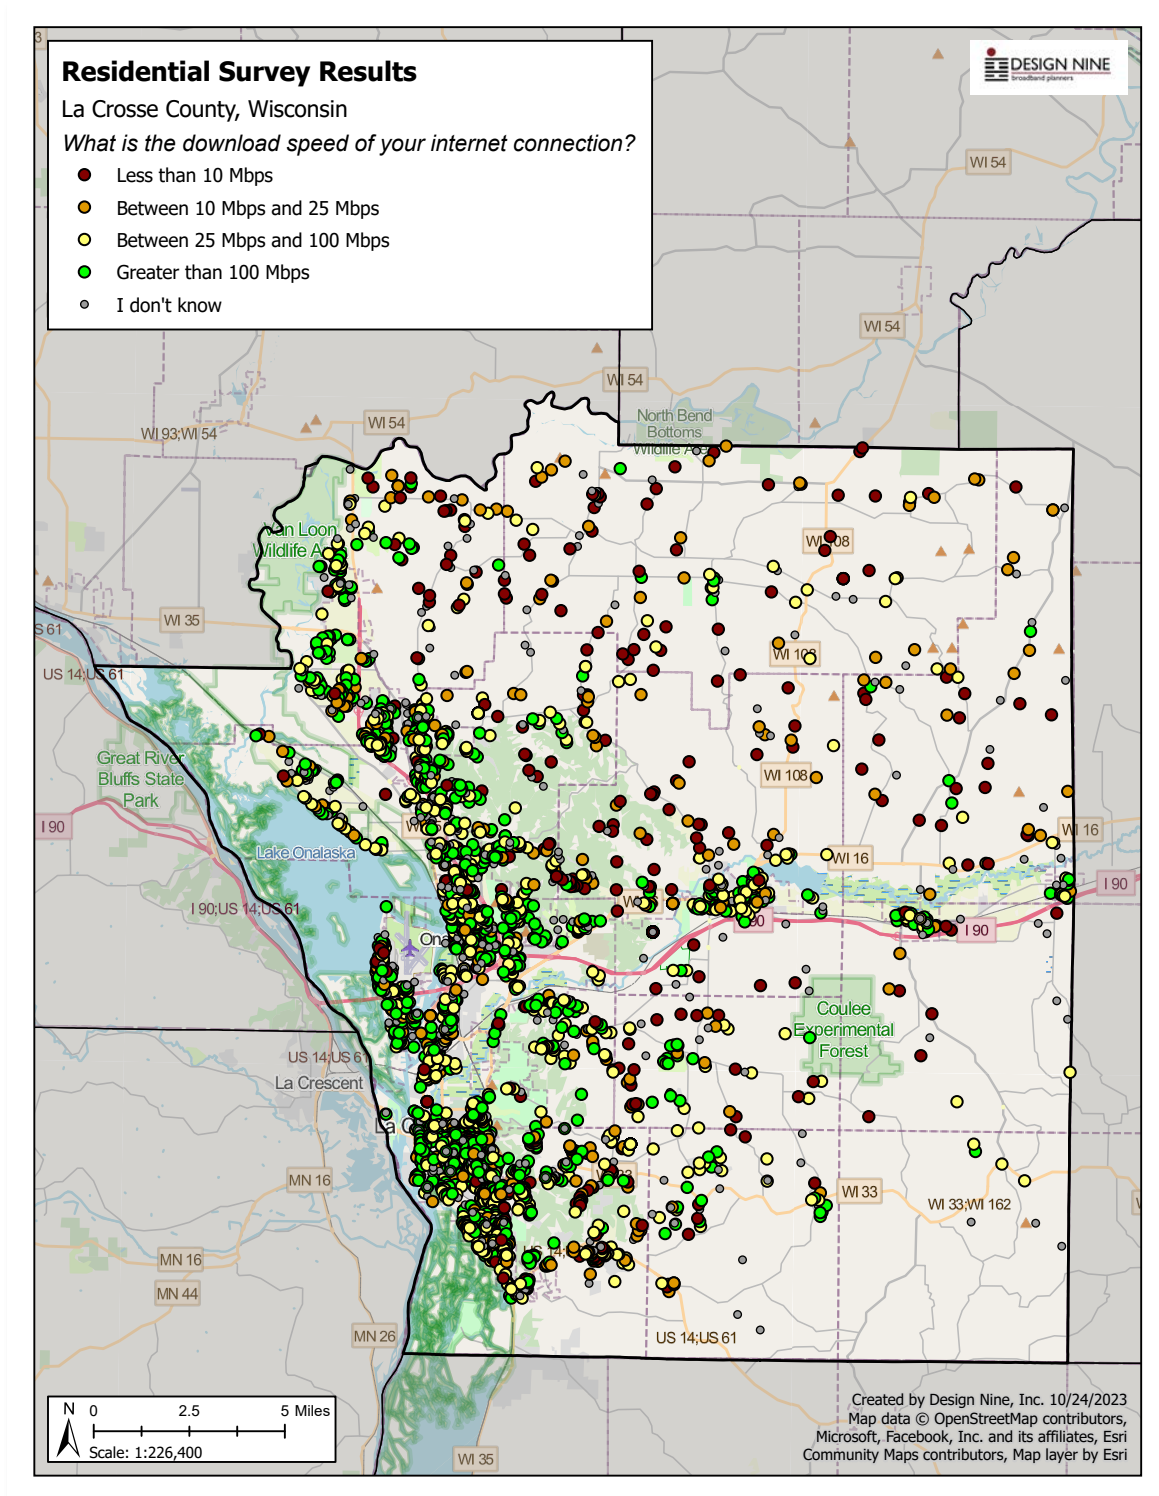 Residential Survey Results
La Crosse County, Wisconsin
What is the download speed of your internet connection?
Less than 10 Mbps
Between 10 Mbps and 25 Mbps
Between 25 Mbps and 100 Mbps
Greater than 100 Mbps
I don't know
DESIGN NINE
broadband planners
3
WI 54
WI 54
WI 54
WI 54
WI 93;WI 54
North Bend
Bottoms
Wildlife
Van Loon
Wildlife
WI 35
US 14;US 61
Great River
Bluffs State
Park
I 90
Lake Onalaska
I 90;US 14;US 61
WI 108
WI 16
WI 16
I 90
I 90
Coulee
Experimental
Forest
US 14;US 61
La Crescent
MN 16
WI 33
WI 33;WI 162
MN 16
MN 44
MN 26
US 14;US 61
WI 35
N 0 2.5 5 Miles
Scale: 1:226,400
Created by Design Nine, Inc. 10/24/2023
Map data © OpenStreetMap contributors,
Microsoft, Facebook, Inc. and its affiliates, Esri
Community Maps contributors, Map layer by Esri